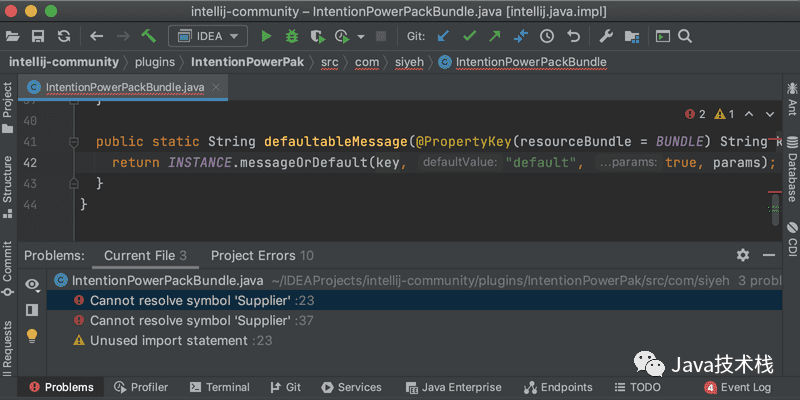 intellij-community – IntentionPowerPackBundle.java [intellij.java.impl]
IDEA Git:
intellij-community plugins IntentionPowerPak src com siyeh IntentionPowerPackBundle
IntentionPowerPackBundle.java
Project
Structure
Commit
!! Requests
Ant
Database
CDI
2 1
}
40
41 public static String defaultableMessage(@PropertyKey(resourceBundle = BUNDLE) String k
42 return INSTANCE.messageOrDefault(key, defaultValue: "default", ...params: true, params);
43 }
44 }
Problems: Current File 3 Project Errors 10
IntentionPowerPackBundle.java ~/IDEAProjects/intellij-community/plugins/IntentionPowerPak/src/com/siyeh 3 probl
Cannot resolve symbol 'Supplier' :23
Cannot resolve symbol 'Supplier' :37
Unused import statement :23
Java技术栈
Problems Profiler Terminal Git Services Java Enterprise Endpoints TODO 4 Event Log